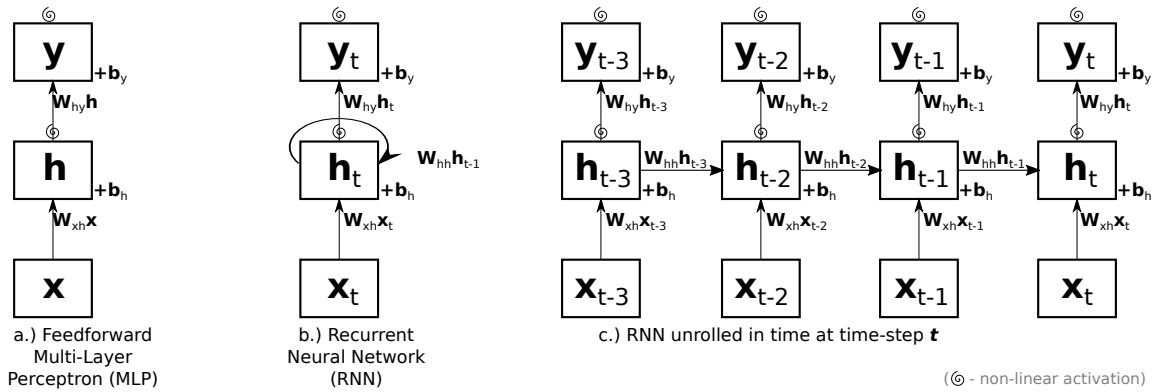 y
+b_y
W_hy h
h
+b_h
W_xh x
x
a.) Feedforward
Multi-Layer
Perceptron (MLP)
y_t
+b_y
W_hy h_t
h_t
W_hh h_t-1
+b_h
W_xh x_t
x_t
b.) Recurrent
Neural Network
(RNN)
y_t-3 +b_y y_t-2 +b_y y_t-1 +b_y y_t +b_y
W_hy h_t-3 W_hy h_t-2 W_hy h_t-1 W_hy h_t
h_t-3 W_hh h_t-3 h_t-2 W_hh h_t-2 h_t-1 W_hh h_t-1 h_t
+b_h +b_h +b_h +b_h
W_xh x_t-3 W_xh x_t-2 W_xh x_t-1 W_xh x_t
x_t-3 x_t-2 x_t-1 x_t
c.) RNN unrolled in time at time-step t
( - non-linear activation)